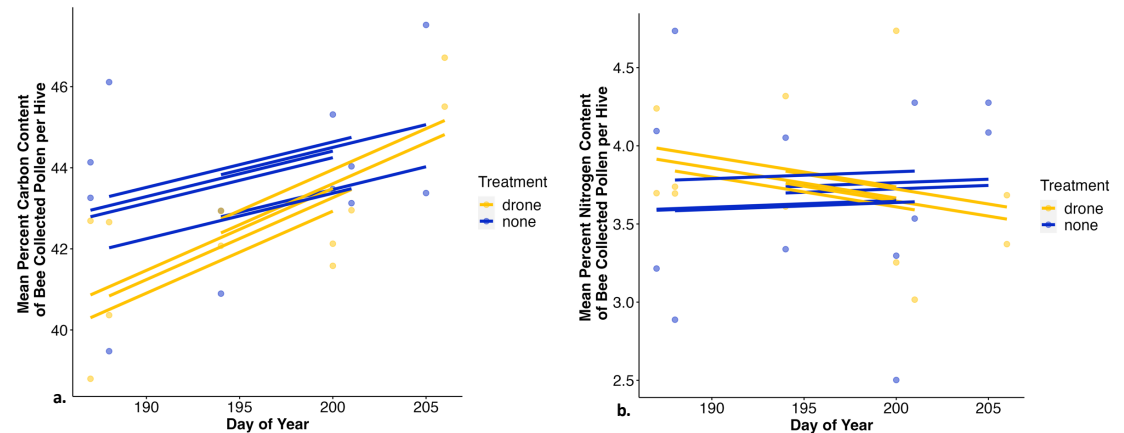 Mean Percent Carbon Content
of Bee Collected Pollen per Hive
46
44
42
40
190
195
200
205
Day of Year
a.
Treatment
drone
none
Mean Percent Nitrogen Content
of Bee Collected Pollen per Hive
4.5
4.0
3.5
3.0
2.5
190
195
200
205
Day of Year
b.
Treatment
drone
none